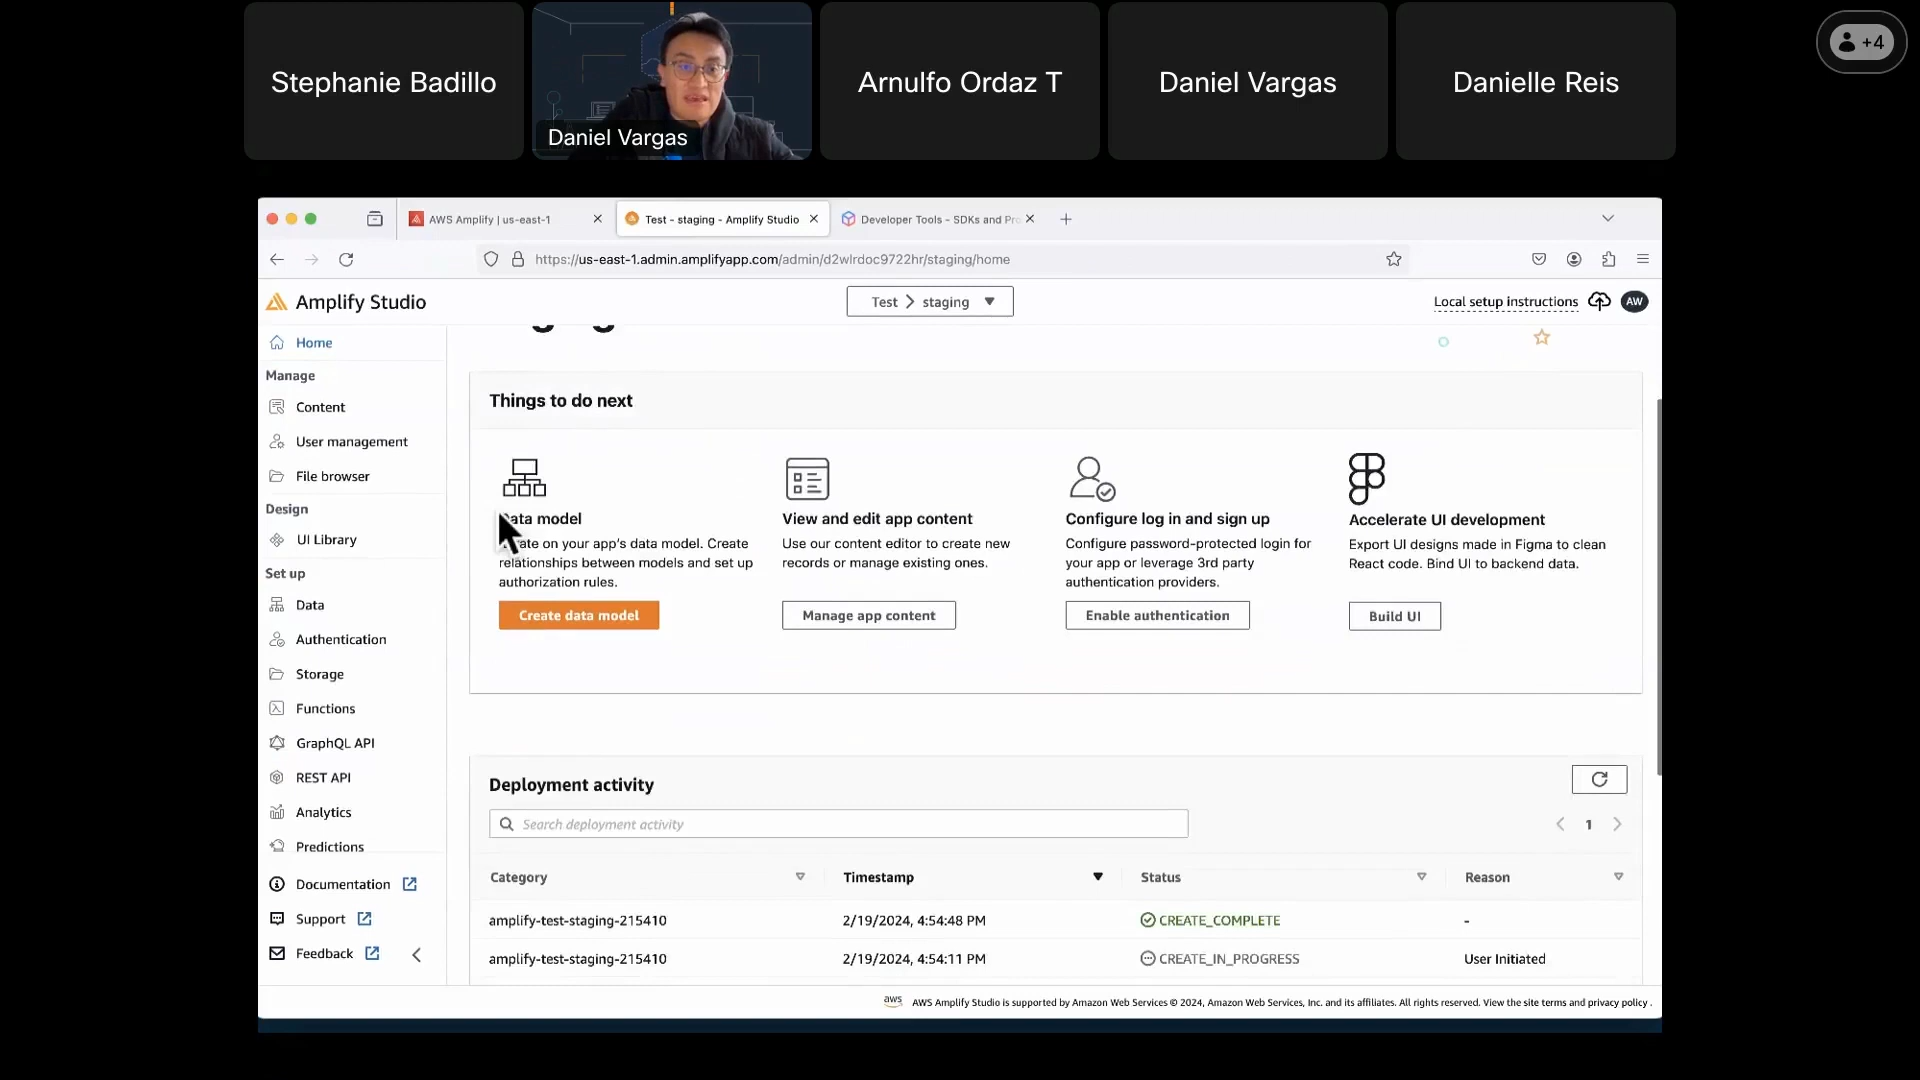 Stephanie Badillo
Daniel Vargas
Arnulfo Ordaz T
Daniel Vargas
Danielle Reis
+4
AWS Amplify | us-east-1
Test - staging - Amplify Studio
Developer Tools - SDKs and Pro
https://us-east-1.admin.amplifyapp.com/admin/d2wlrdoc9722hr/staging/home
Amplify Studio
Test > staging
Local setup instructions
AW
Home
Manage
Content
User management
File browser
Design
UI Library
Set up
Data
Authentication
Storage
Functions
GraphQL API
REST API
Analytics
Predictions
Documentation
Support
Feedback
Things to do next
ata model
ate on your app's data model. Create
relationships between models and set up
authorization rules.
Create data model
View and edit app content
Use our content editor to create new
records or manage existing ones.
Manage app content
Configure log in and sign up
Configure password-protected login for
your app or leverage 3rd party
authentication providers.
Enable authentication
Accelerate UI development
Export UI designs made in Figma to clean
React code. Bind UI to backend data.
Build UI
Deployment activity
Search deployment activity
1
Category Timestamp Status Reason
amplify-test-staging-215410 2/19/2024, 4:54:48 PM CREATE_COMPLETE -
amplify-test-staging-215410 2/19/2024, 4:54:11 PM CREATE_IN_PROGRESS User Initiated
aws AWS Amplify Studio is supported by Amazon Web Services © 2024, Amazon Web Services, Inc. and its affiliates. All rights reserved. View the site terms and privacy policy .